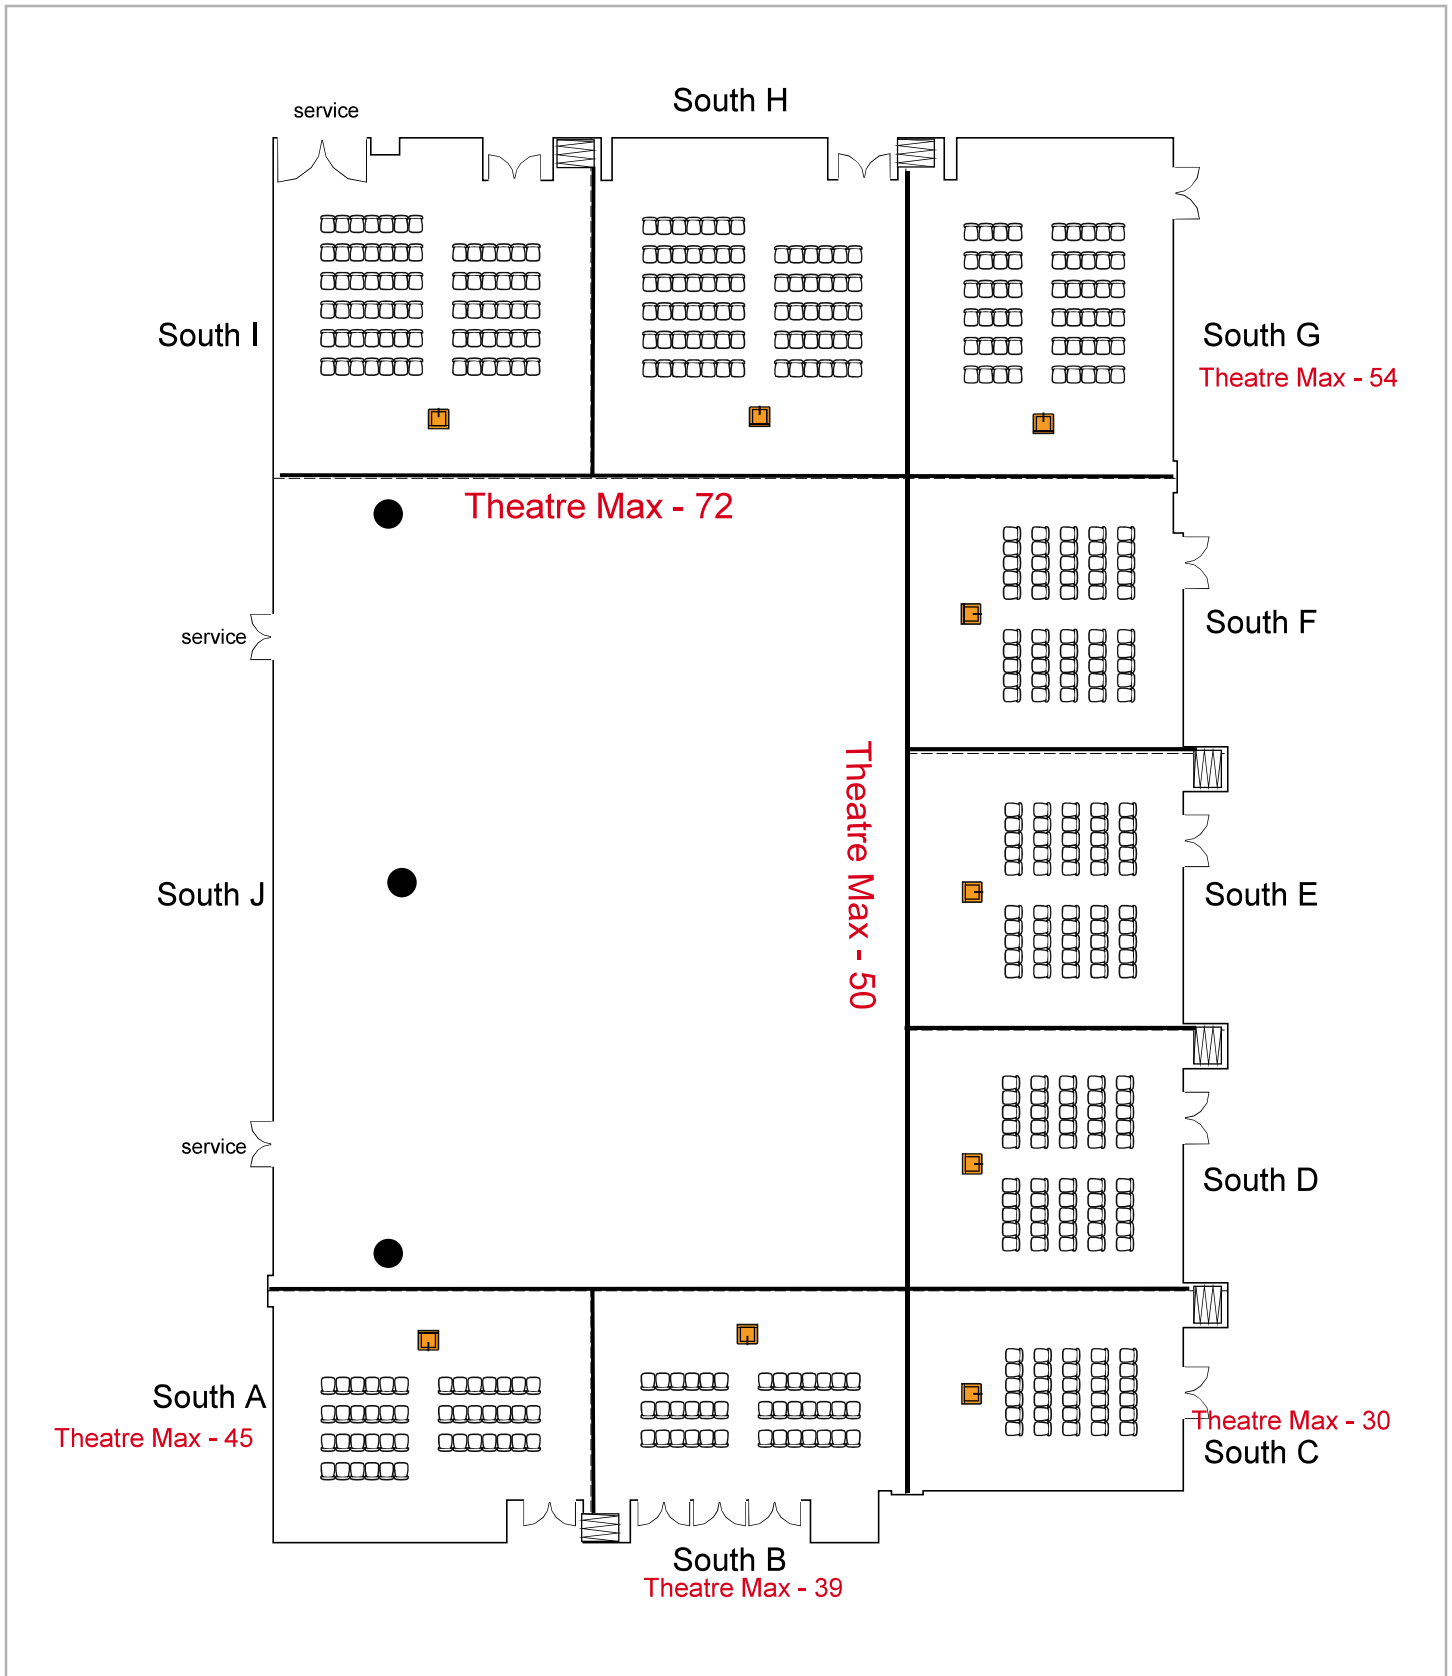 South H
service
South I
South G
Theatre Max - 54
Theatre Max - 72
South F
service
Theatre Max - 50
South J
South E
service
South D
South A
Theatre Max - 45
Theatre Max - 30
South C
South B
Theatre Max - 39